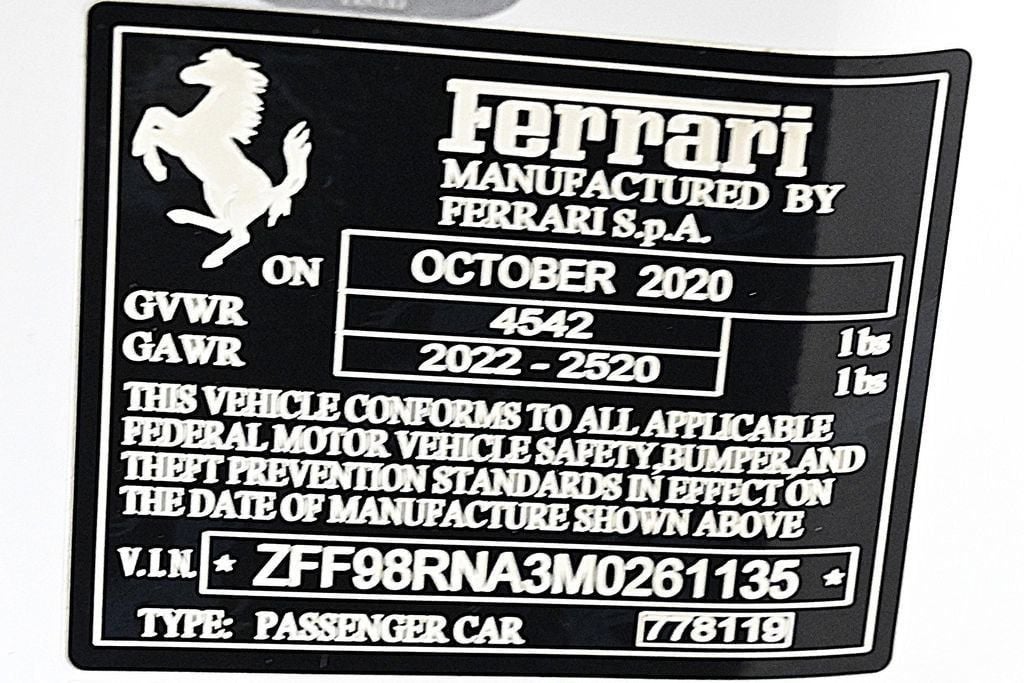 Ferrari
MANUFACTURED BY
FERRARI S.p.A.
ON OCTOBER 2020
GVWR 4542 lbs
GAWR 2022 - 2520 lbs
THIS VEHICLE CONFORMS TO ALL APPLICABLE
FEDERAL MOTOR VEHICLE SAFETY, BUMPER, AND
THEFT PREVENTION STANDARDS IN EFFECT ON
THE DATE OF MANUFACTURE SHOWN ABOVE
V.I.N. * ZFF98RNA3M0261135 *
TYPE: PASSENGER CAR 778119